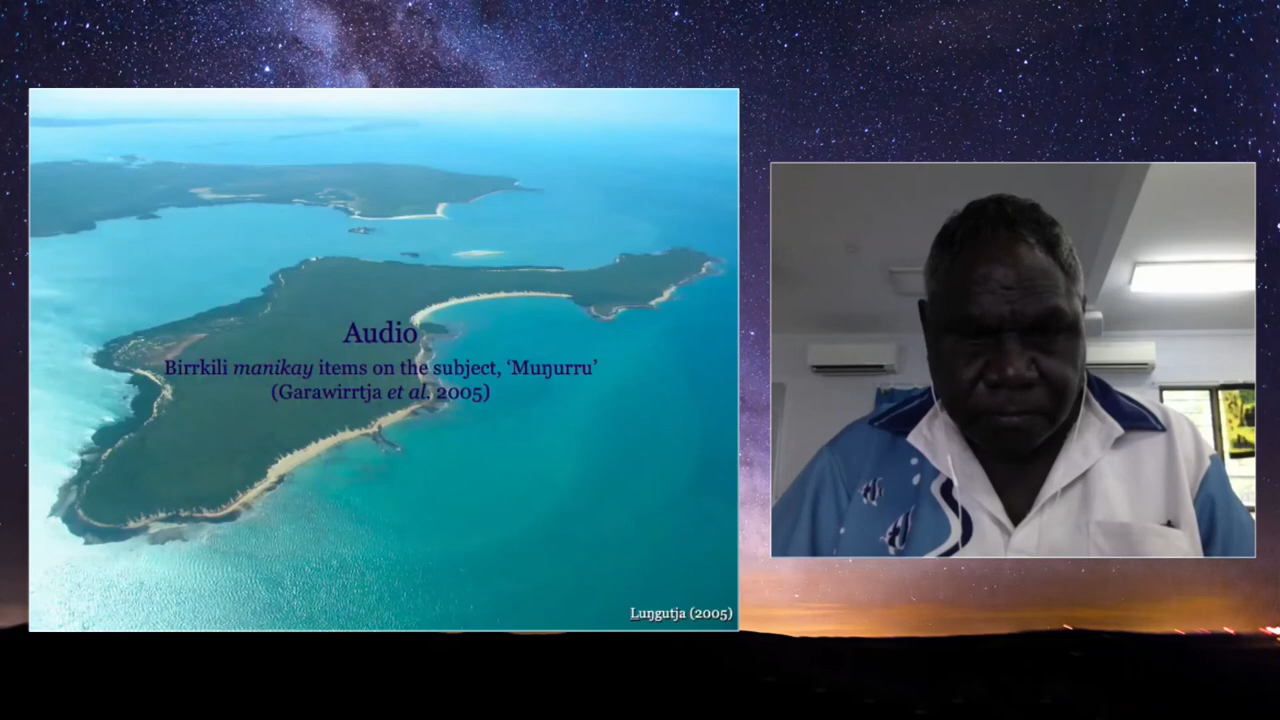 Audio
Birrkili manikay items on the subject, ‘Muŋurru’
(Garawirrtja et al. 2005)
Luŋgutja (2005)